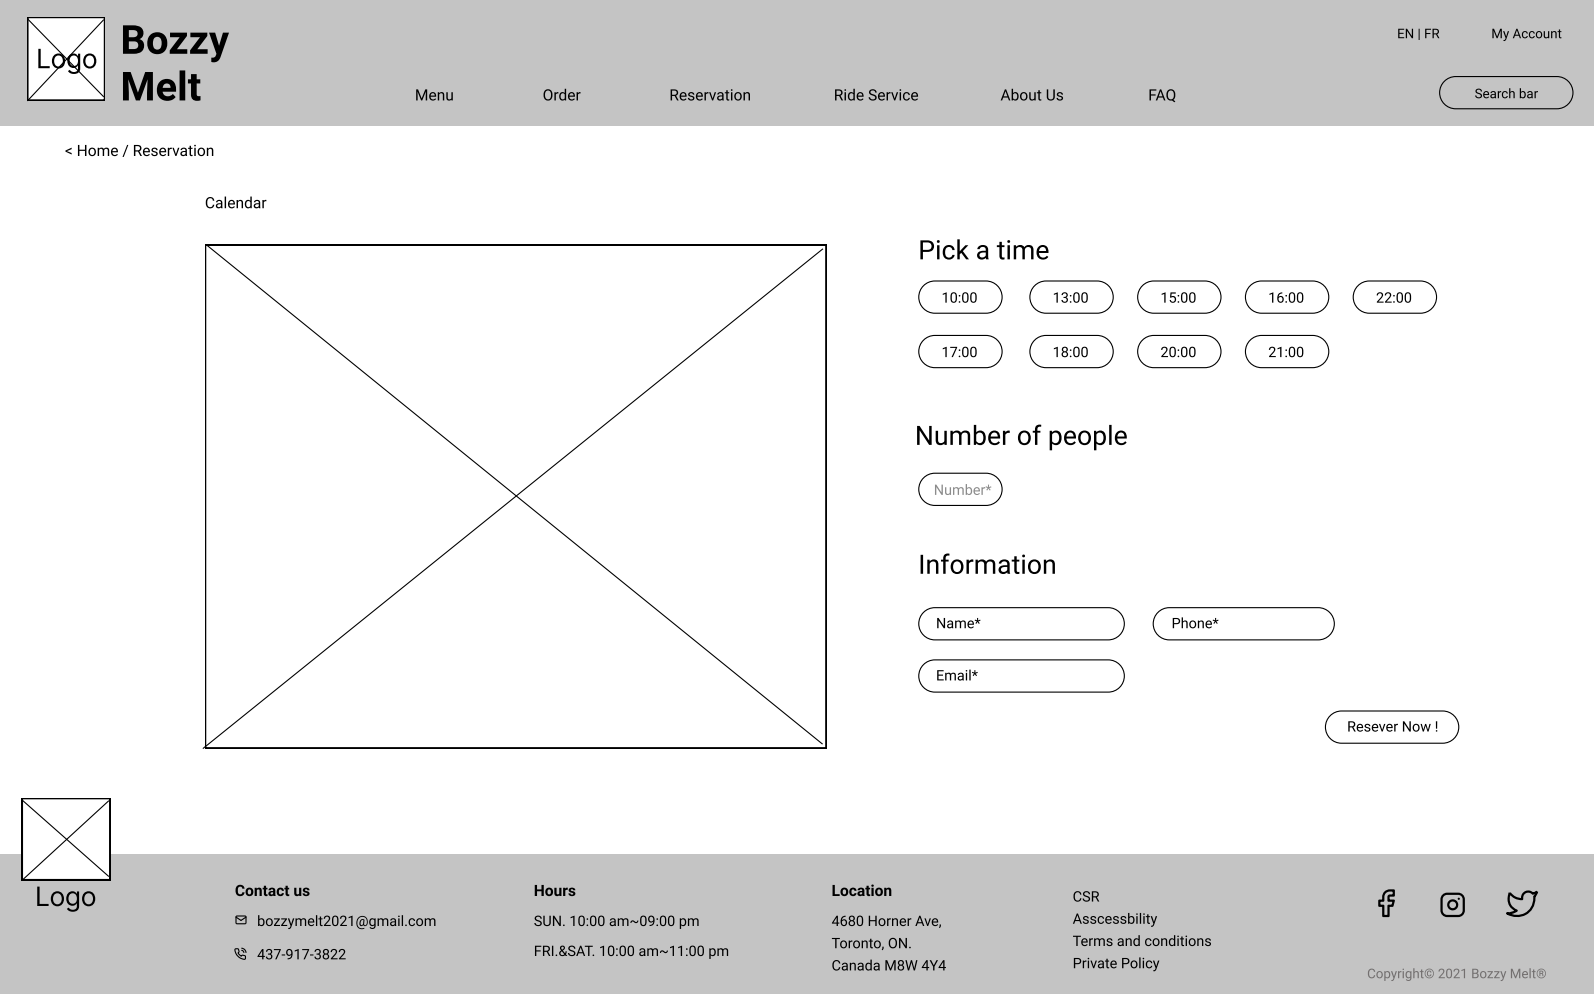 Logo
Bozzy
Melt
EN | FR
My Account
Menu
Order
Reservation
Ride Service
About Us
FAQ
Search bar
< Home / Reservation
Calendar
Pick a time
10:00
13:00
15:00
16:00
22:00
17:00
18:00
20:00
21:00
Number of people
Number*
Information
Name*
Phone*
Email*
Resever Now !
Logo
Contact us
bozzymelt2021@gmail.com
437-917-3822
Hours
SUN. 10:00 am~09:00 pm
FRI.&SAT. 10:00 am~11:00 pm
Location
4680 Horner Ave,
Toronto, ON.
Canada M8W 4Y4
CSR
Asscessbility
Terms and conditions
Private Policy
Copyright© 2021 Bozzy Melt®